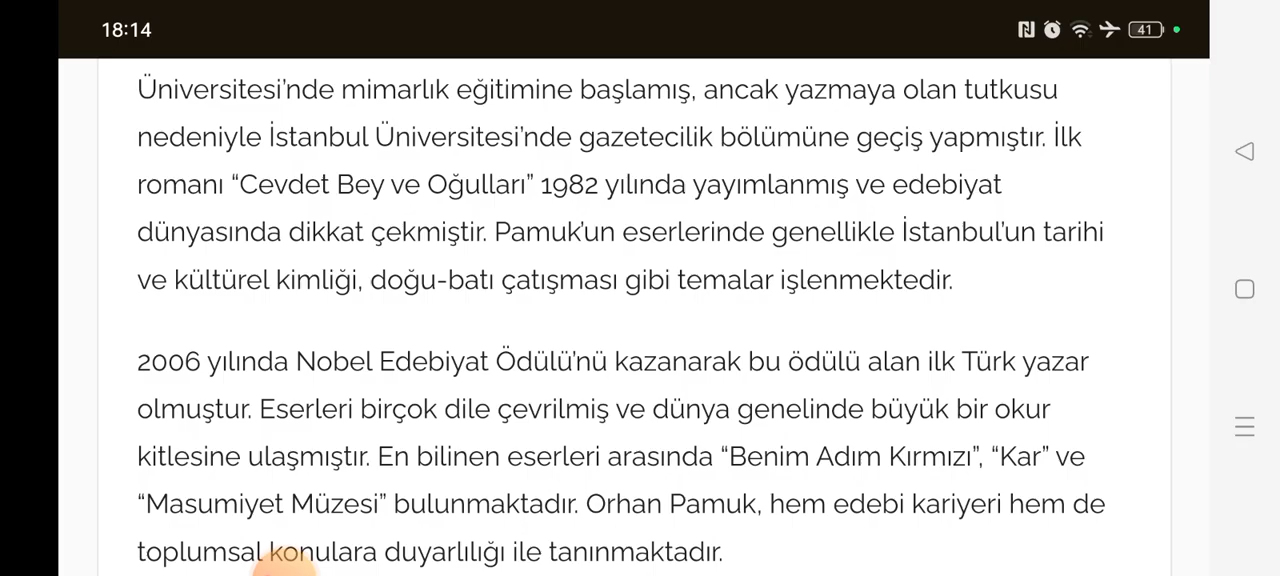 18:14
41
Üniversitesi’nde mimarlık eğitimine başlamış, ancak yazmaya olan tutkusu
nedeniyle İstanbul Üniversitesi’nde gazetecilik bölümüne geçiş yapmıştır. İlk
romanı “Cevdet Bey ve Oğulları” 1982 yılında yayımlanmış ve edebiyat
dünyasında dikkat çekmiştir. Pamuk’un eserlerinde genellikle İstanbul’un tarihi
ve kültürel kimliği, doğu-batı çatışması gibi temalar işlenmektedir.
2006 yılında Nobel Edebiyat Ödülü’nü kazanarak bu ödülü alan ilk Türk yazar
olmuştur. Eserleri birçok dile çevrilmiş ve dünya genelinde büyük bir okur
kitlesine ulaşmıştır. En bilinen eserleri arasında “Benim Adım Kırmızı”, “Kar” ve
“Masumiyet Müzesi” bulunmaktadır. Orhan Pamuk, hem edebi kariyeri hem de
toplumsal konulara duyarlılığı ile tanınmaktadır.